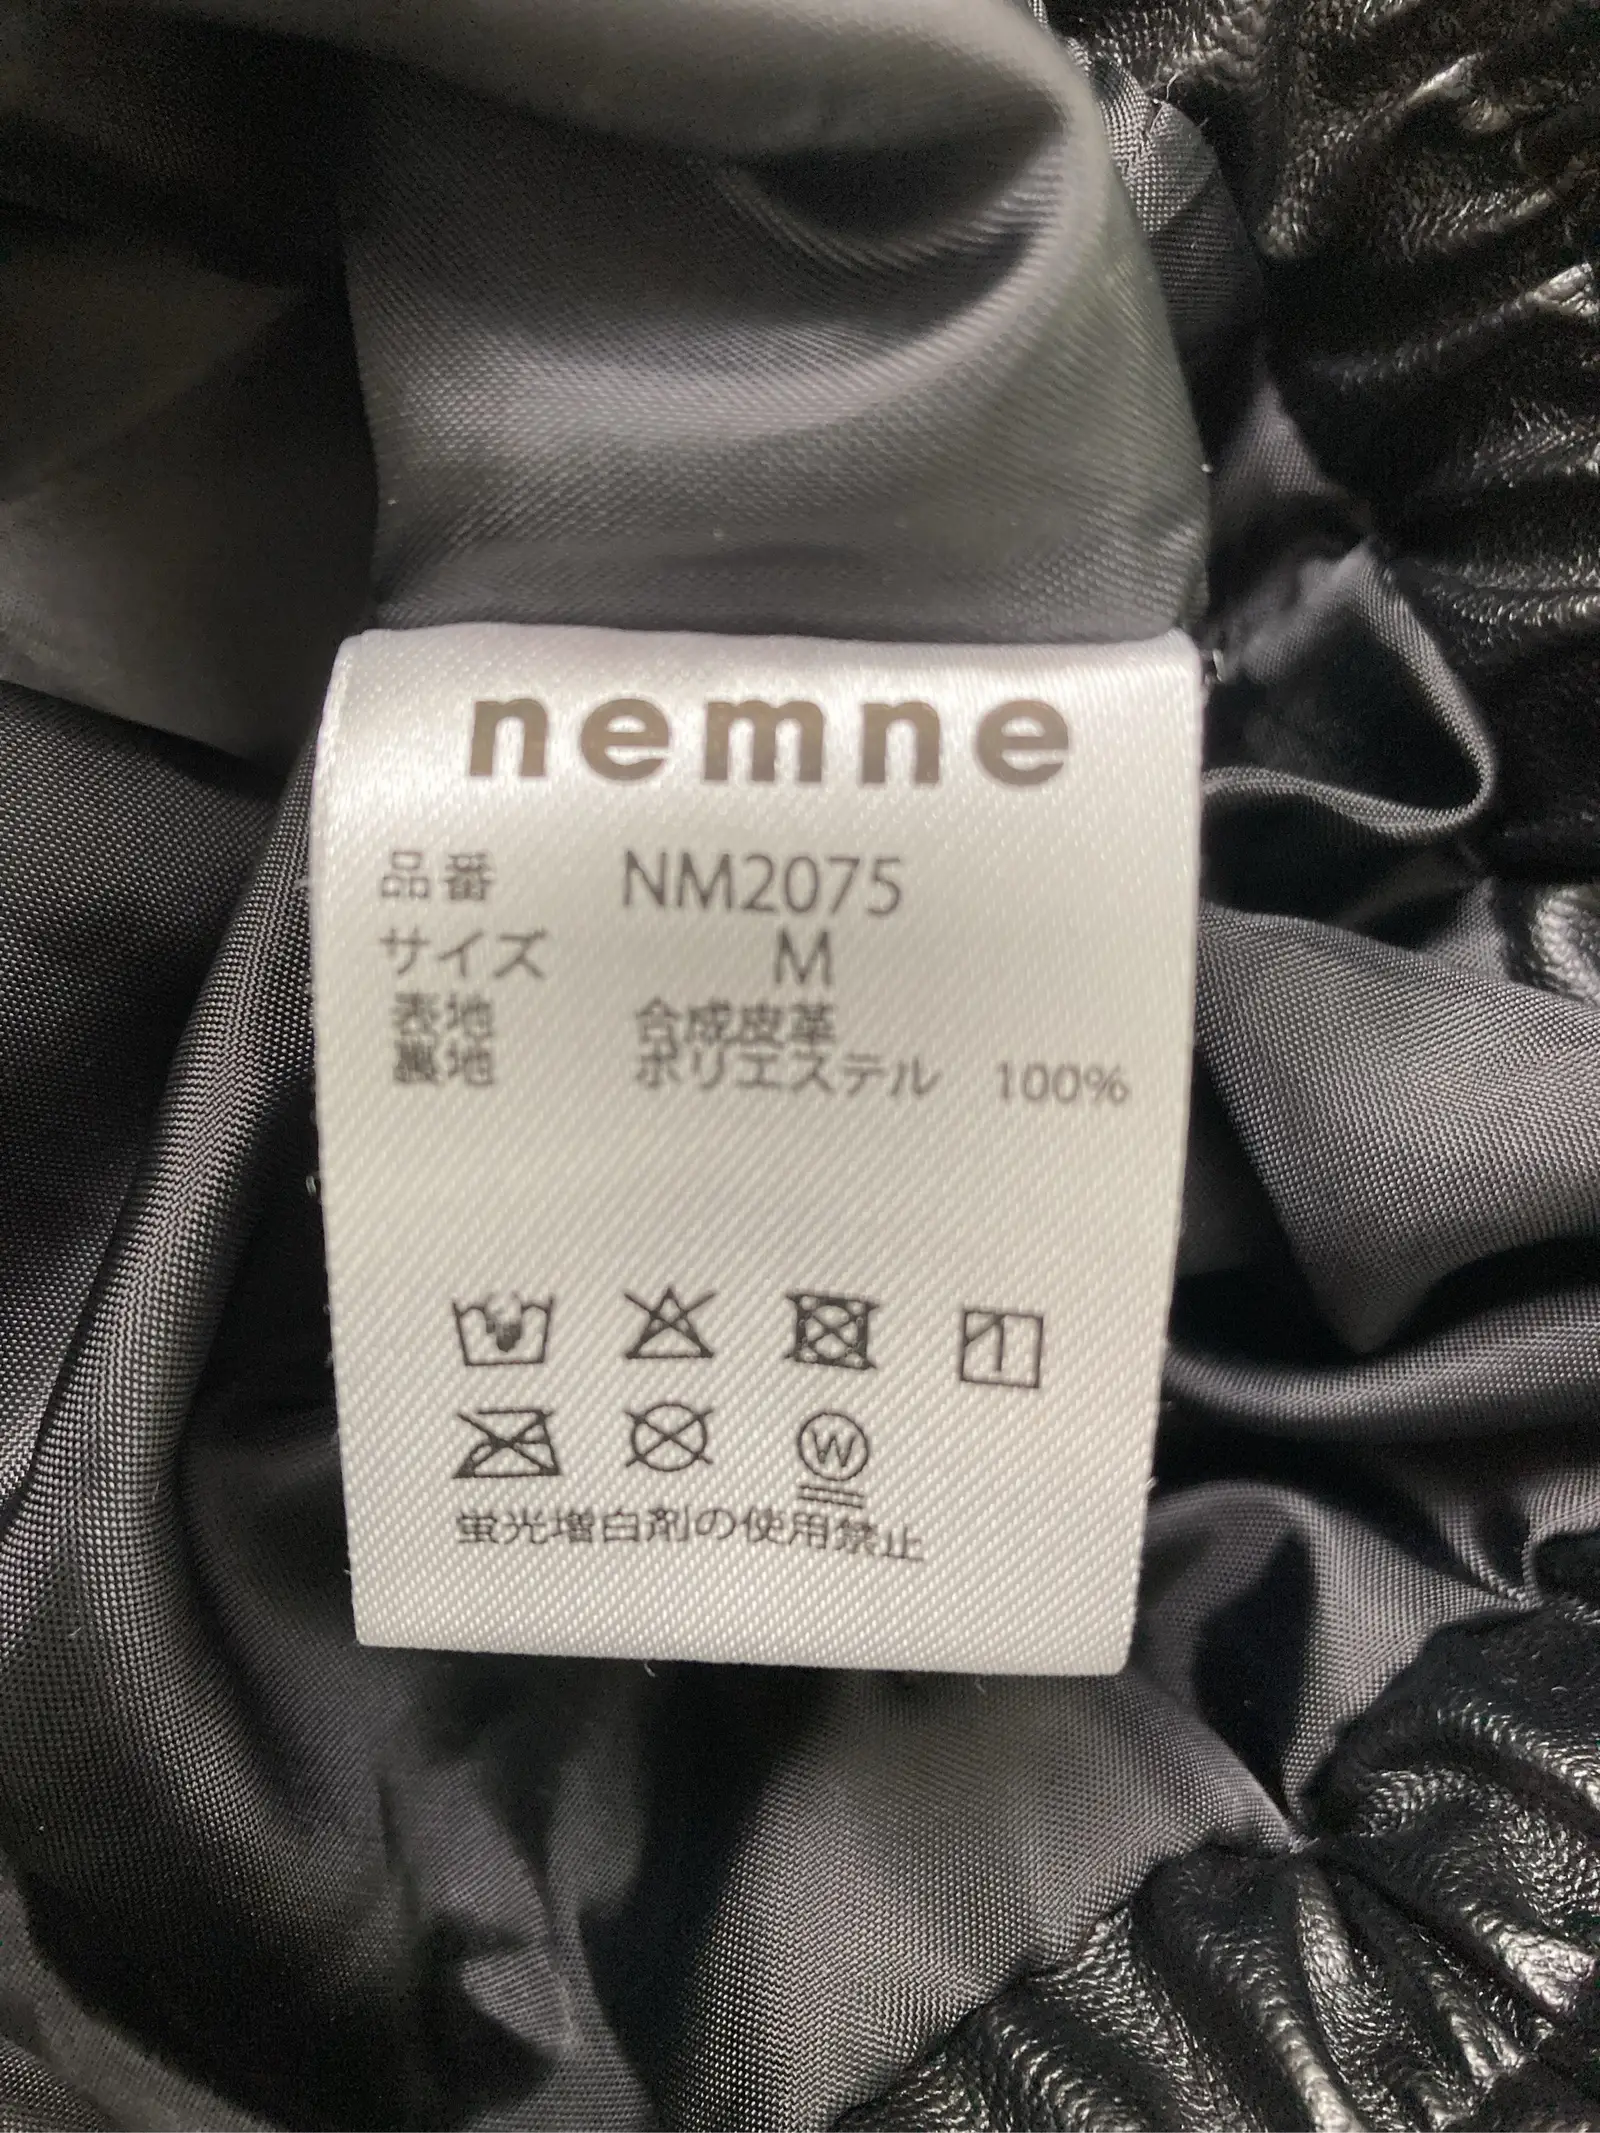 nemne
品番 NM2075
サイズ M
表地 合成皮革
裏地 ポリエステル 100%
1
W
蛍光増白剤の使用禁止